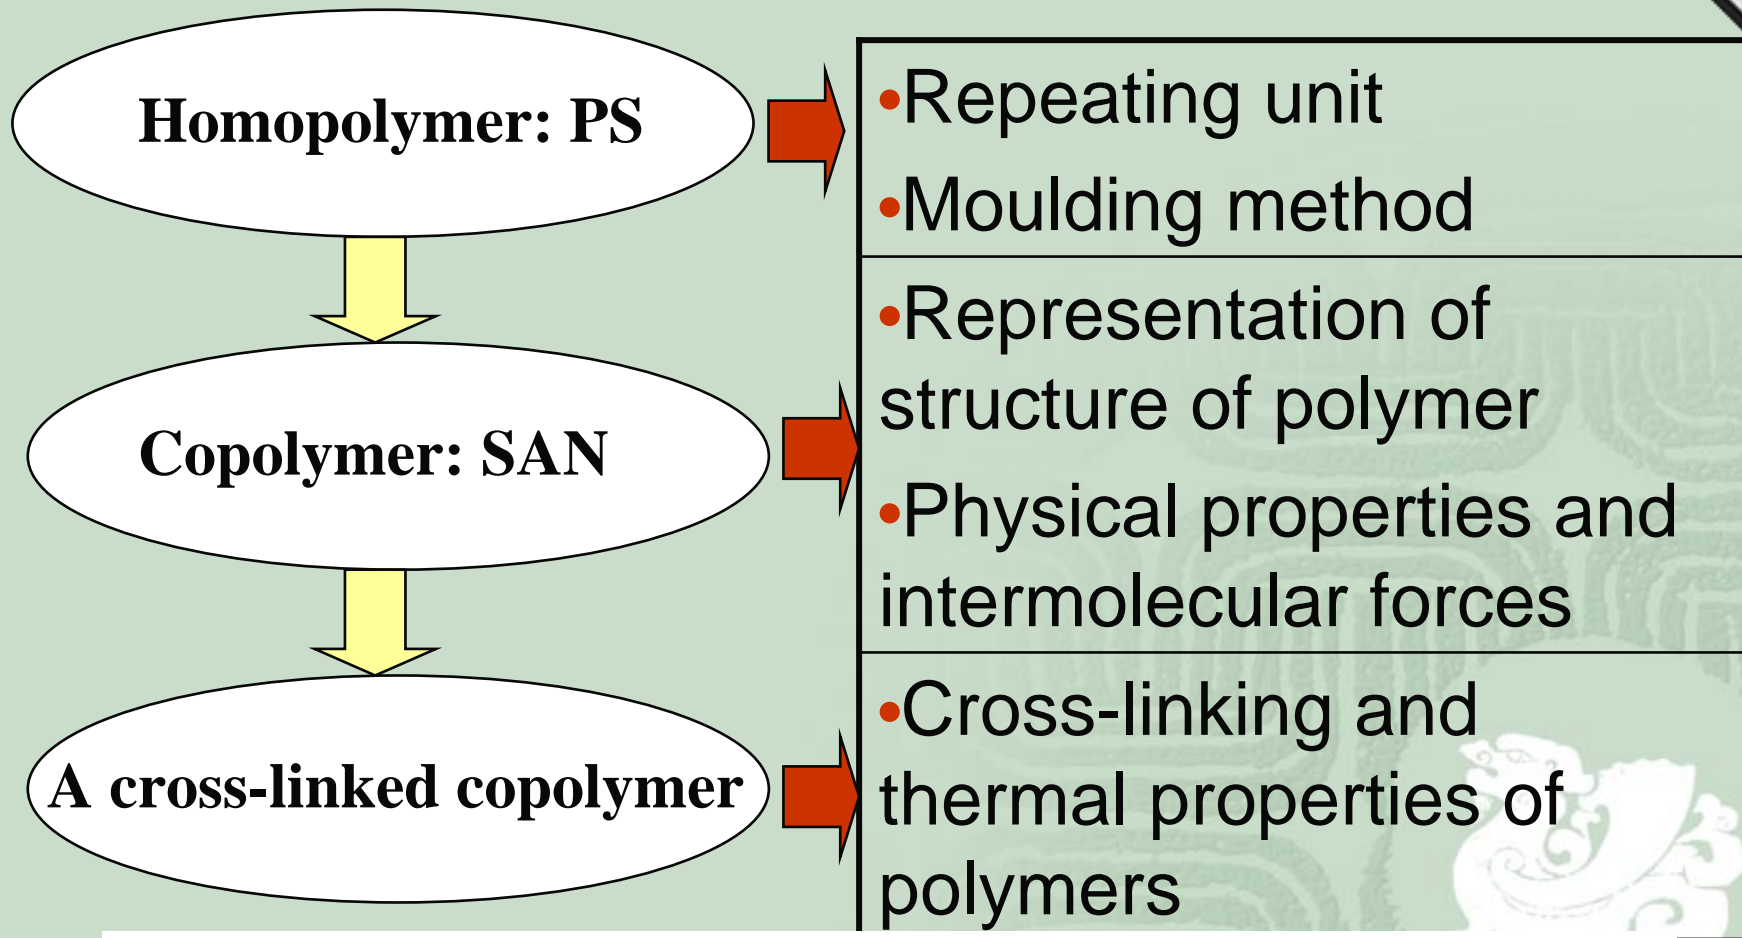 Homopolymer: PS
•Repeating unit
•Moulding method
Copolymer: SAN
•Representation of
structure of polymer
•Physical properties and
intermolecular forces
A cross-linked copolymer
•Cross-linking and
thermal properties of
polymers